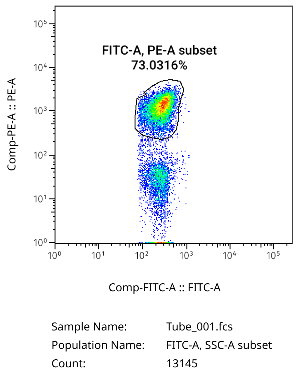 FITC-A, PE-A subset
73.0316%
10⁵
10⁴
10³
10²
10¹
10⁰
Comp-PE-A :: PE-A
10⁰ 10¹ 10² 10³ 10⁴ 10⁵
Comp-FITC-A :: FITC-A
Sample Name: Tube_001.fcs
Population Name: FITC-A, SSC-A subset
Count: 13145